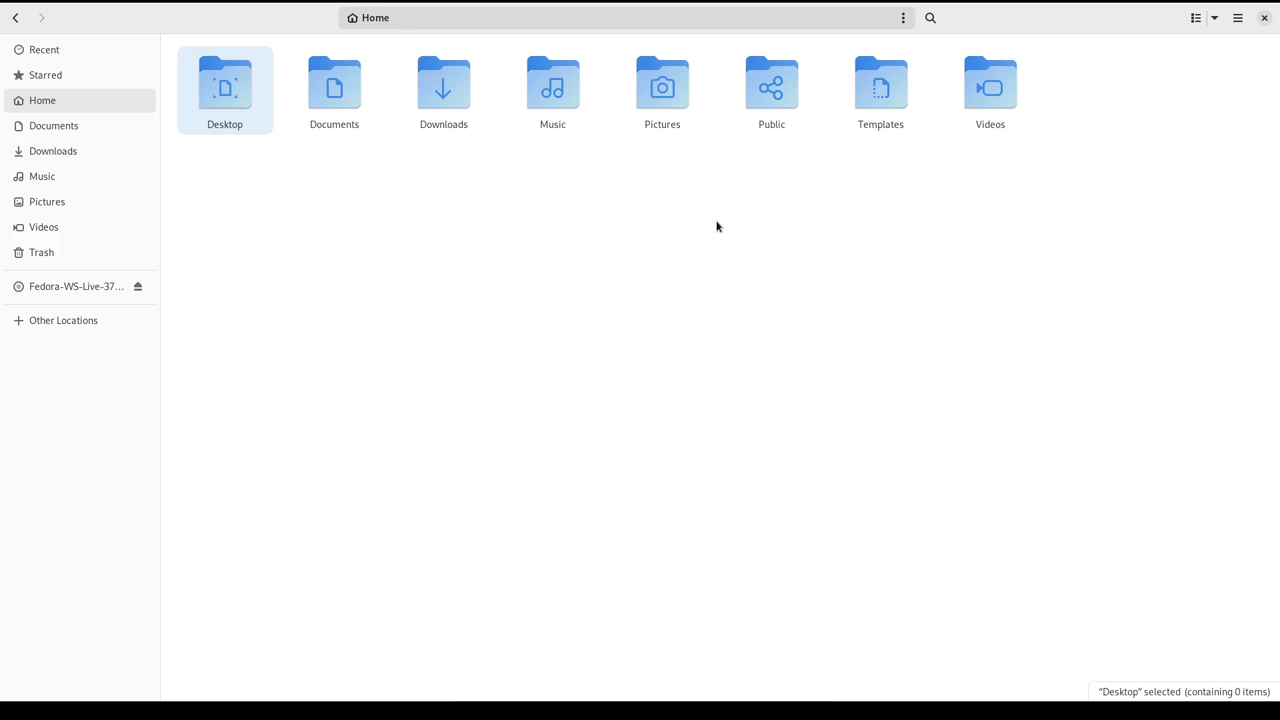 Home
Recent
Starred
Home
Documents
Downloads
Music
Pictures
Videos
Trash
Fedora-WS-Live-37...
Other Locations
Desktop Documents Downloads Music Pictures Public Templates Videos
"Desktop" selected (containing 0 items)